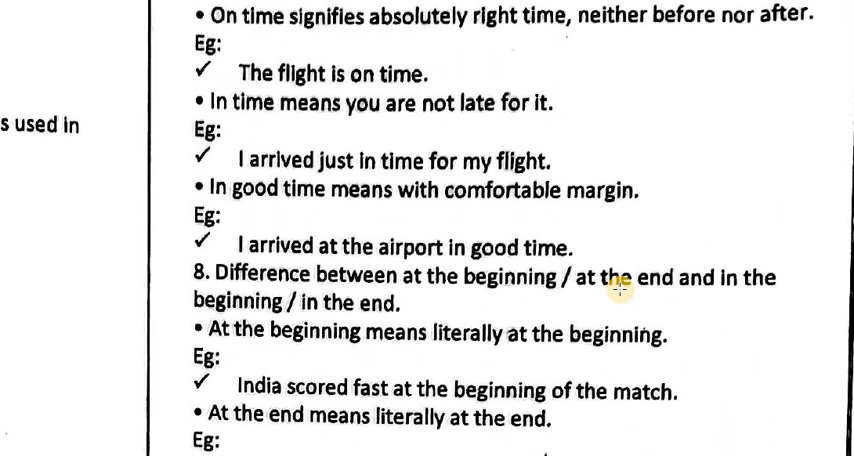 • On time signifies absolutely right time, neither before nor after.
Eg:
✓ The flight is on time.
• In time means you are not late for it.
s used in
Eg:
✓ I arrived just in time for my flight.
• In good time means with comfortable margin.
Eg:
✓ I arrived at the airport in good time.
8. Difference between at the beginning / at the end and in the
beginning / in the end.
• At the beginning means literally at the beginning.
Eg:
✓ India scored fast at the beginning of the match.
• At the end means literally at the end.
Eg: